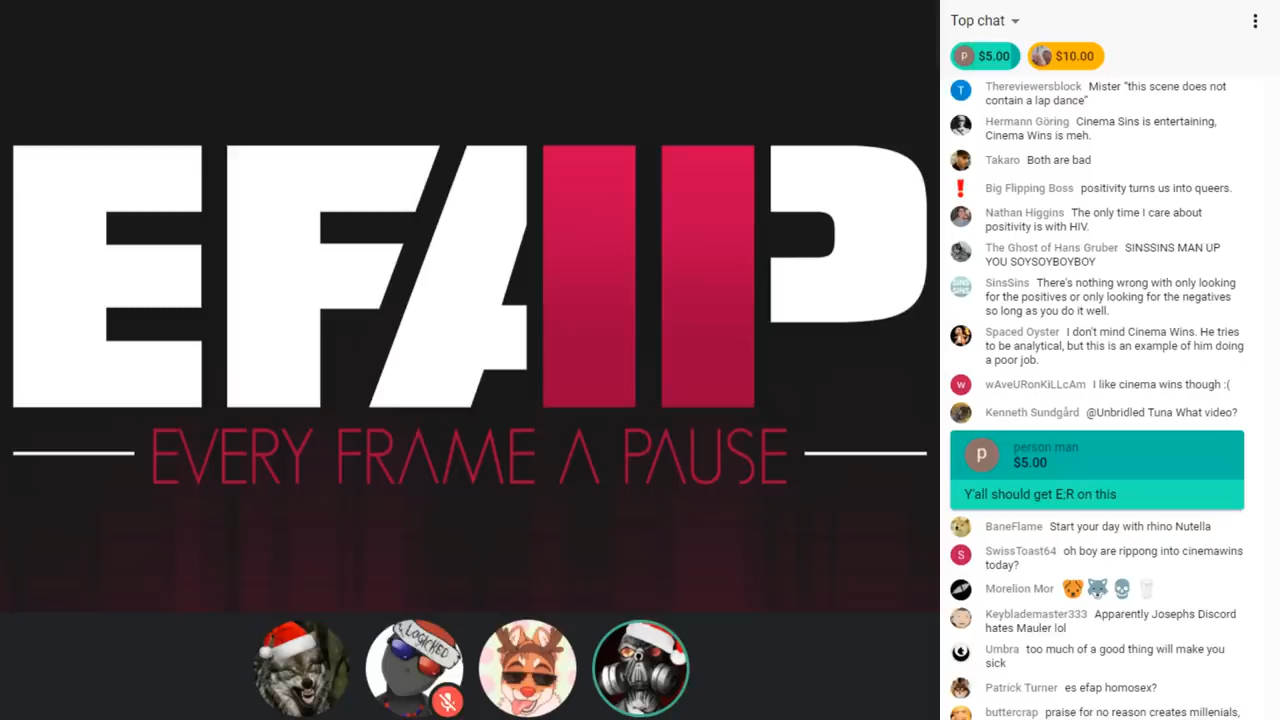 EFAP
EVERY FRAME A PAUSE
LOGICKED
Top chat
P $5.00
$10.00
T Thereviewersblock Mister “this scene does not
contain a lap dance”
Hermann Göring Cinema Sins is entertaining,
Cinema Wins is meh.
Takaro Both are bad
Big Flipping Boss positivity turns us into queers.
Nathan Higgins The only time I care about
positivity is with HIV.
The Ghost of Hans Gruber SINSSINS MAN UP
YOU SOYSOYBOYBOY
SINS
SINS
SinsSins There's nothing wrong with only looking
for the positives or only looking for the negatives
so long as you do it well.
Spaced Oyster I don't mind Cinema Wins. He tries
to be analytical, but this is an example of him doing
a poor job.
w wAveURonKiLLcAm I like cinema wins though :(
Kenneth Sundgård @Unbridled Tuna What video?
P person man
$5.00
Y'all should get E;R on this
BaneFlame Start your day with rhino Nutella
S SwissToast64 oh boy are rippong into cinemawins
today?
Morelion Mor
Keyblademaster333 Apparently Josephs Discord
hates Mauler lol
Umbra too much of a good thing will make you
sick
Patrick Turner es efap homosex?
buttercrap praise for no reason creates millenials,